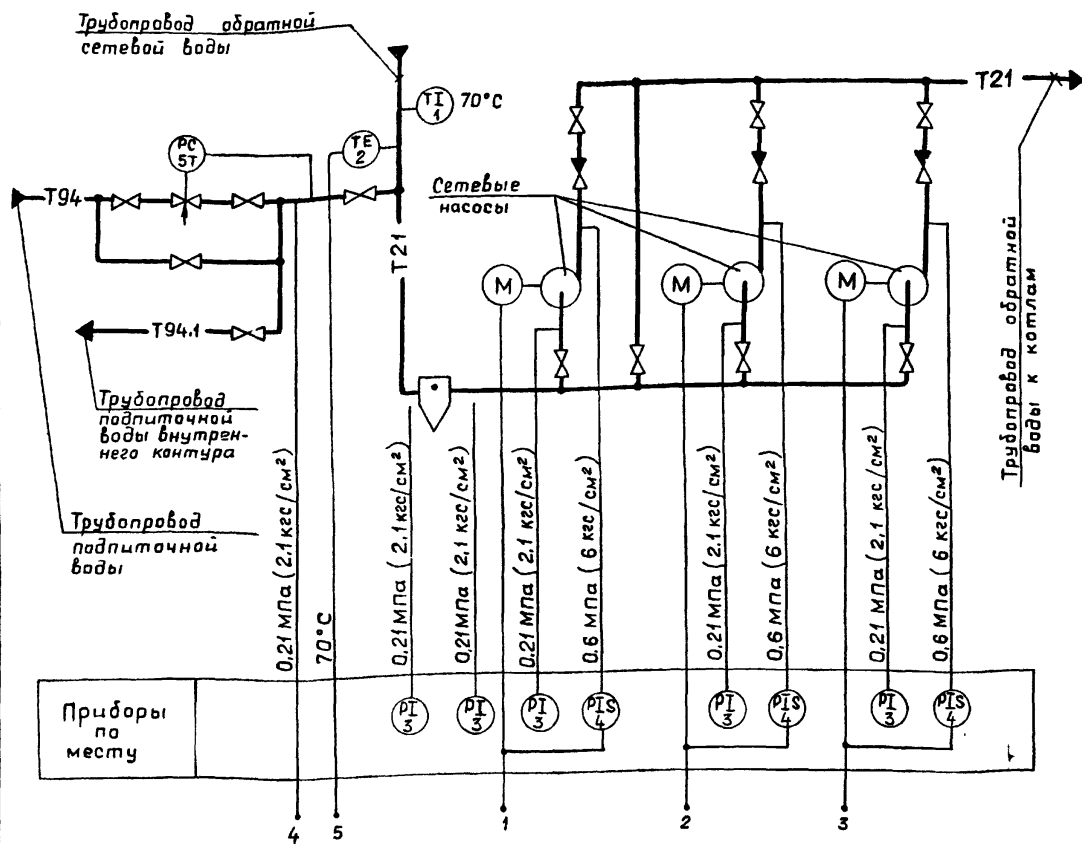 Трубопровод обратной
сетевой воды
TI
1
70°C
PC
5T
TE
2
T94
T21
T21
Сетевые
насосы
M
M
M
T94.1
Трубопровод
подпиточной
воды внутрен-
него контура
Трубопровод
подпиточной
воды
Трубопровод обратной
воды к котлам
0,21 МПа (2.1 кгс/см²)
70°C
0,21 МПа (2,1 кгс/см²)
0,21 МПа (2,1 кгс/см²)
0,21 МПа (2.1 кгс/см²)
0,6 МПа (6 кгс/см²)
0,21 МПа (2.1 кгс/см²)
0,6 МПа (6 кгс/см²)
0,21 МПа (2,1 кгс/см²)
0,6 МПа (6 кгс/см²)
Приборы
по
месту
PI
3
PI
3
PI
3
PIS
4
PI
3
PIS
4
PI
3
PIS
4
4
5
1
2
3